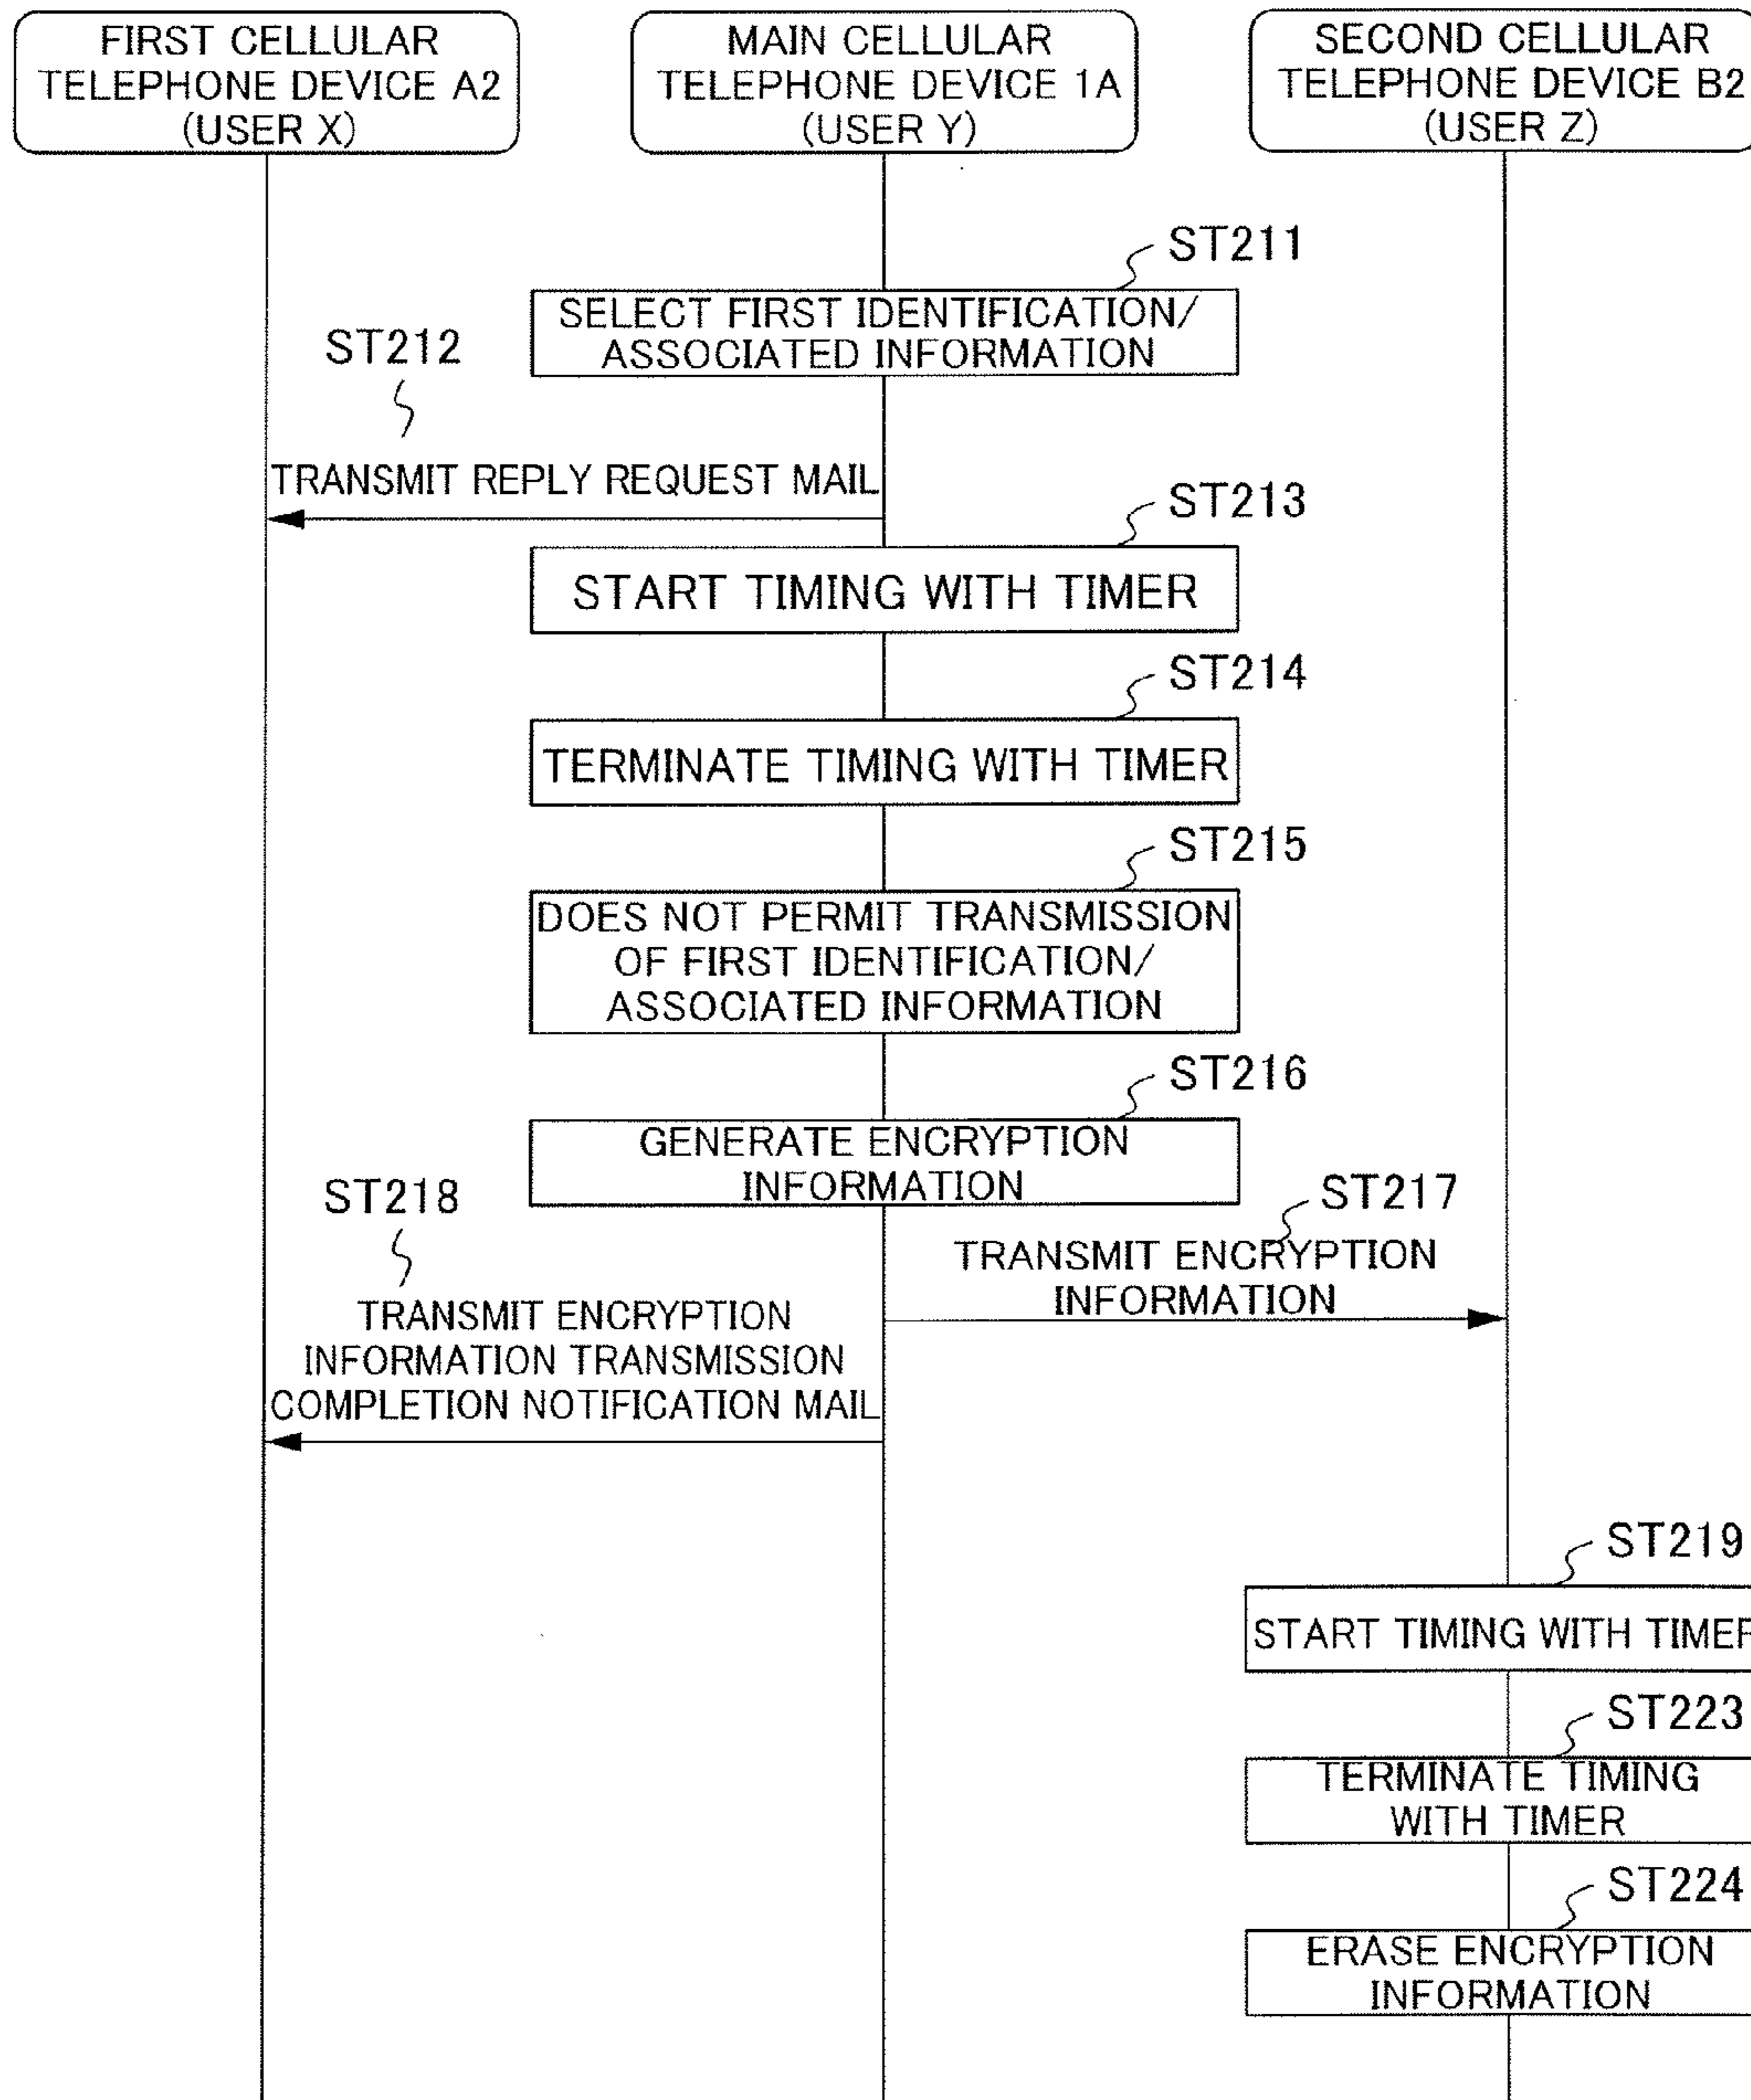 FIRST CELLULAR
TELEPHONE DEVICE A2
(USER X)
MAIN CELLULAR
TELEPHONE DEVICE 1A
(USER Y)
SECOND CELLULAR
TELEPHONE DEVICE B2
(USER Z)
ST211
SELECT FIRST IDENTIFICATION/
ASSOCIATED INFORMATION
ST212
TRANSMIT REPLY REQUEST MAIL
ST213
START TIMING WITH TIMER
ST214
TERMINATE TIMING WITH TIMER
ST215
DOES NOT PERMIT TRANSMISSION
OF FIRST IDENTIFICATION/
ASSOCIATED INFORMATION
ST216
GENERATE ENCRYPTION
INFORMATION
ST217
TRANSMIT ENCRYPTION
INFORMATION
ST218
TRANSMIT ENCRYPTION
INFORMATION TRANSMISSION
COMPLETION NOTIFICATION MAIL
ST219
START TIMING WITH TIMER
ST223
TERMINATE TIMING
WITH TIMER
ST224
ERASE ENCRYPTION
INFORMATION